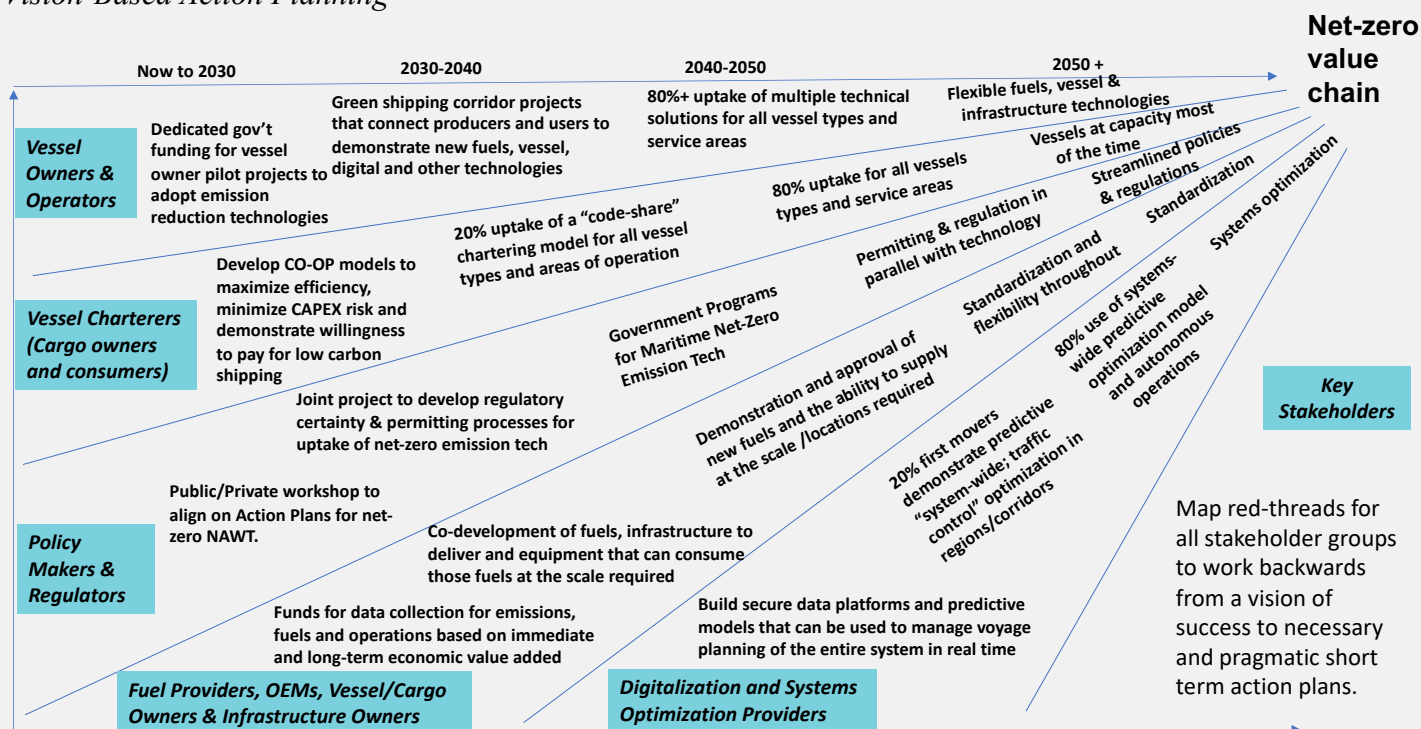 Vision-Based Action Planning
Net-zero
value
chain
Now to 2030
2030-2040
2040-2050
2050 +
Vessel
Owners &
Operators
Dedicated gov't
funding for vessel
owner pilot projects to
adopt emission
reduction technologies
Green shipping corridor projects
that connect producers and users to
demonstrate new fuels, vessel,
digital and other technologies
80%+ uptake of multiple technical
solutions for all vessel types and
service areas
Flexible fuels, vessel &
infrastructure technologies
Vessel Charterers
(Cargo owners
and consumers)
Develop CO-OP models to
maximize efficiency,
minimize CAPEX risk and
demonstrate willingness
to pay for low carbon
shipping
20% uptake of a “code-share”
chartering model for all vessel
types and areas of operation
80% uptake for all vessels
types and service areas
Vessels at capacity most
of the time
Policy
Makers &
Regulators
Public/Private workshop to
align on Action Plans for net-
zero NAWT.
Joint project to develop regulatory
certainty & permitting processes for
uptake of net-zero emission tech
Government Programs
for Maritime Net-Zero
Emission Tech
Permitting & regulation in
parallel with technology
Streamlined policies
& regulations
Fuel Providers, OEMs, Vessel/Cargo
Owners & Infrastructure Owners
Funds for data collection for emissions,
fuels and operations based on immediate
and long-term economic value added
Co-development of fuels, infrastructure to
deliver and equipment that can consume
those fuels at the scale required
Demonstration and approval of
new fuels and the ability to supply
at the scale /locations required
Standardization and
flexibility throughout
Standardization
Digitalization and Systems
Optimization Providers
Build secure data platforms and predictive
models that can be used to manage voyage
planning of the entire system in real time
20% first movers
demonstrate predictive
“system-wide; traffic
control” optimization in
regions/corridors
80% use of systems-
wide predictive
optimization model
and autonomous
operations
Systems optimization
Key
Stakeholders
Map red-threads for
all stakeholder groups
to work backwards
from a vision of
success to necessary
and pragmatic short
term action plans.